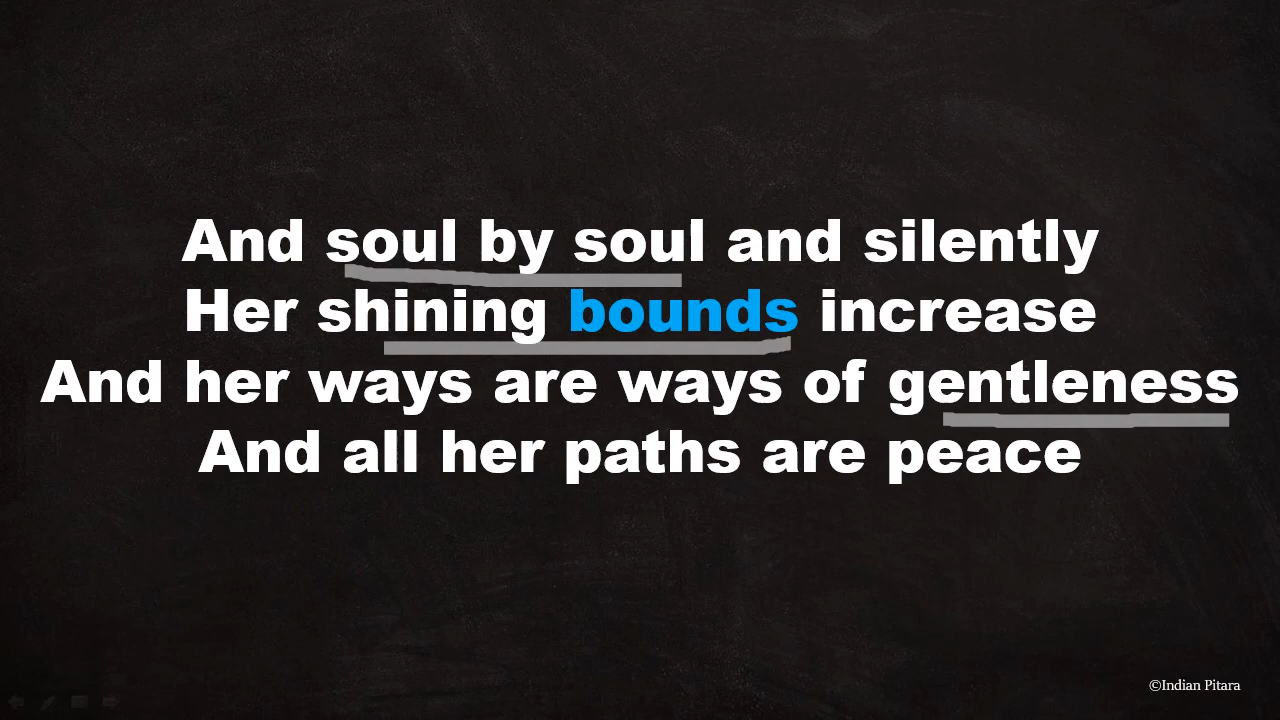 And soul by soul and silently
Her shining bounds increase
And her ways are ways of gentleness
And all her paths are peace
©Indian Pitara